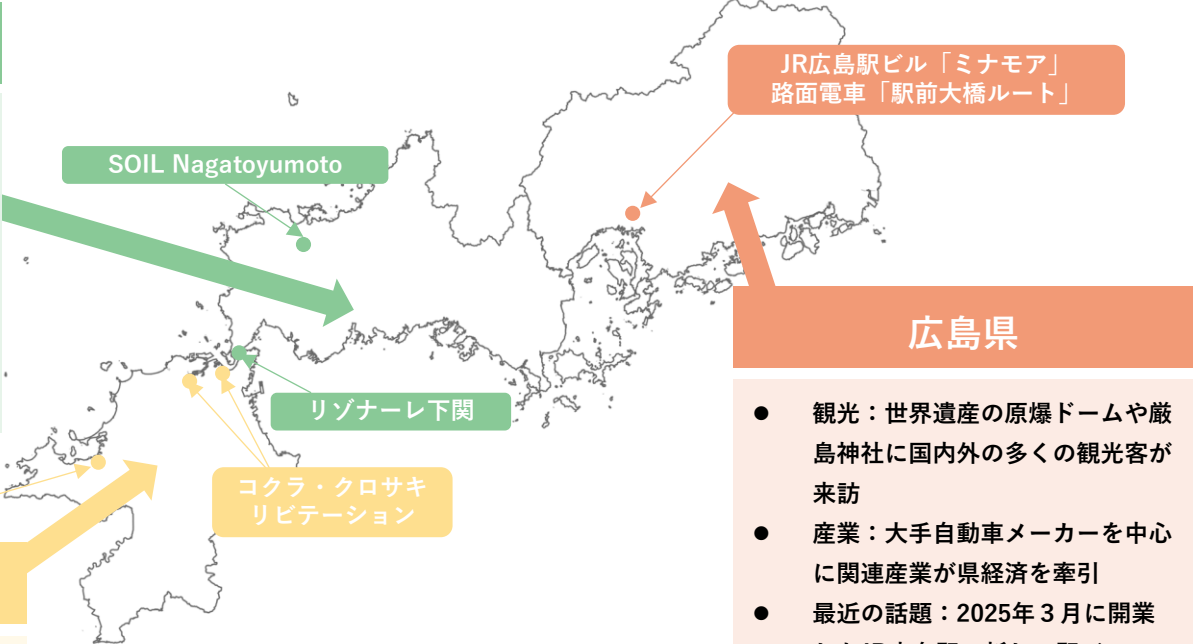 JR広島駅ビル「ミナモア」
路面電車「駅前大橋ルート」
SOIL Nagatoyumoto
リゾナーレ下関
コクラ・クロサキ
リビテーション
広島県
● 観光：世界遺産の原爆ドームや厳
島神社に国内外の多くの観光客が
来訪
● 産業：大手自動車メーカーを中心
に関連産業が県経済を牽引
● 最近の話題：2025年３月に開業